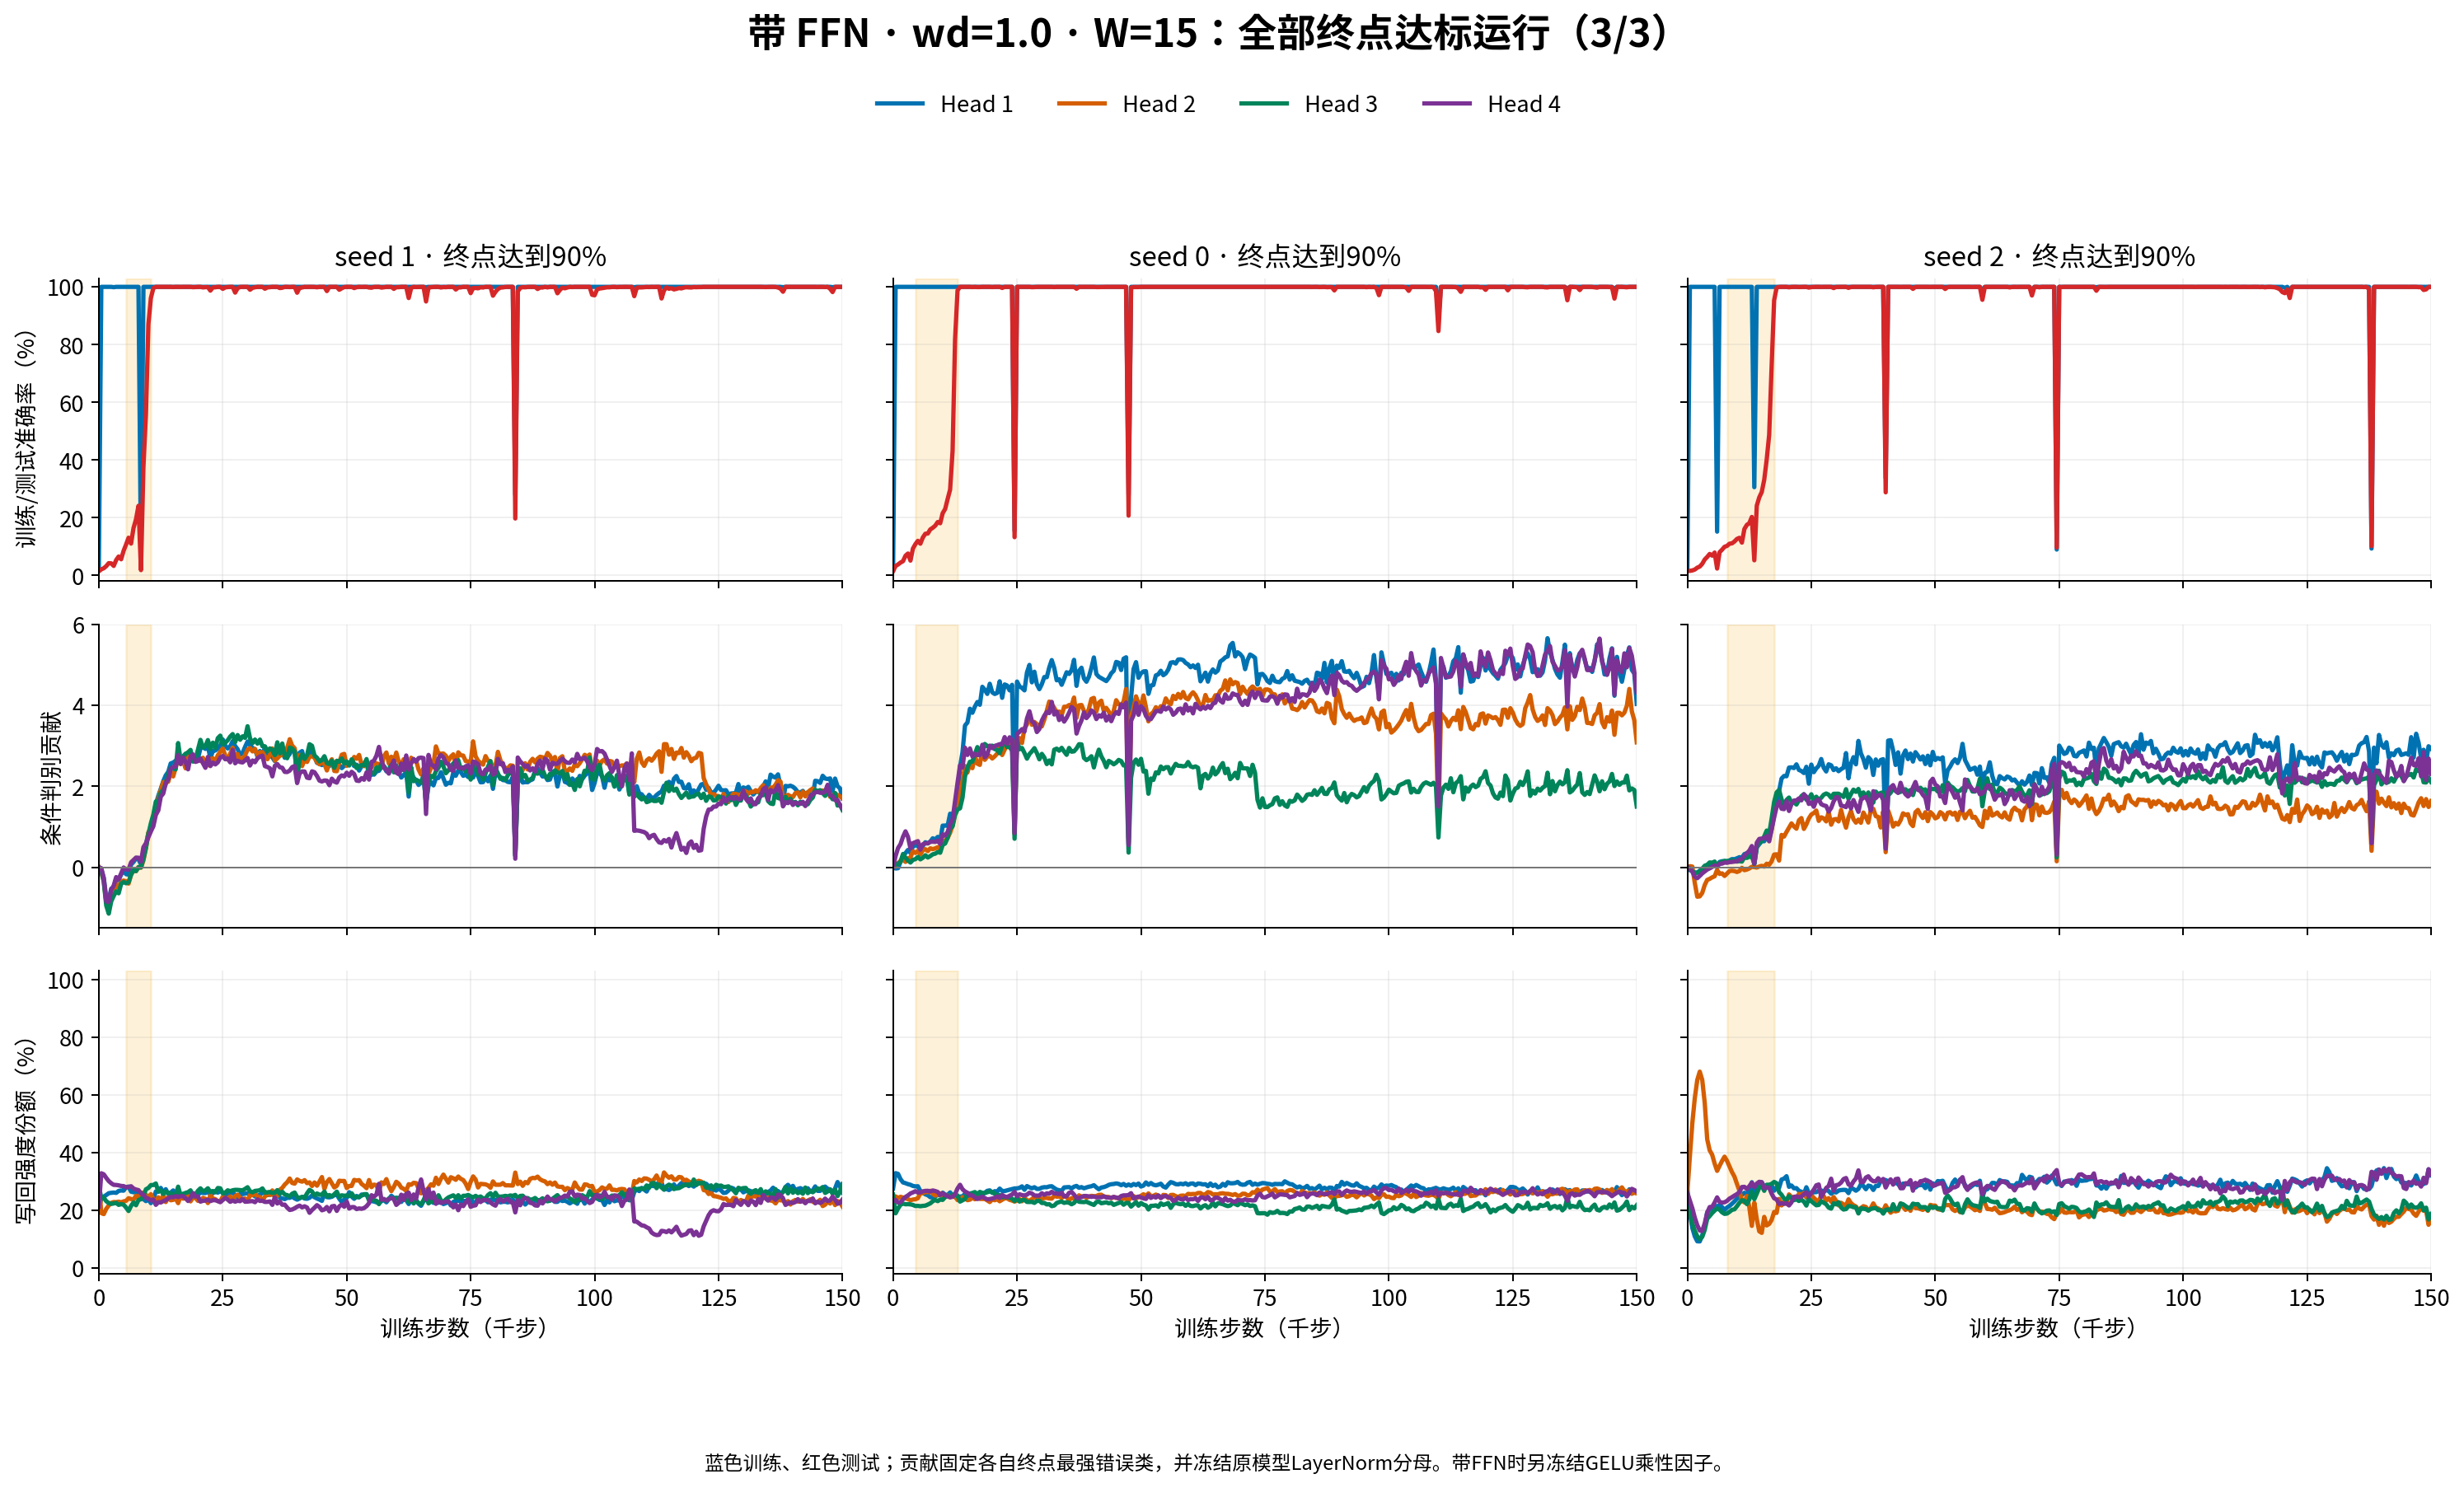 带 FFN · wd=1.0 · W=15：全部终点达标运行（3/3）
Head 1 Head 2 Head 3 Head 4
seed 1 · 终点达到90%
seed 0 · 终点达到90%
seed 2 · 终点达到90%
训练/测试准确率（%）
100
80
60
40
20
0
条件判别贡献
6
4
2
0
写回强度份额（%）
100
80
60
40
20
0
0 25 50 75 100 125 150
0 25 50 75 100 125 150
0 25 50 75 100 125 150
训练步数（千步）
训练步数（千步）
训练步数（千步）
蓝色训练、红色测试；贡献固定各自终点最强错误类，并冻结原模型LayerNorm分母。带FFN时另冻结GELU乘性因子。